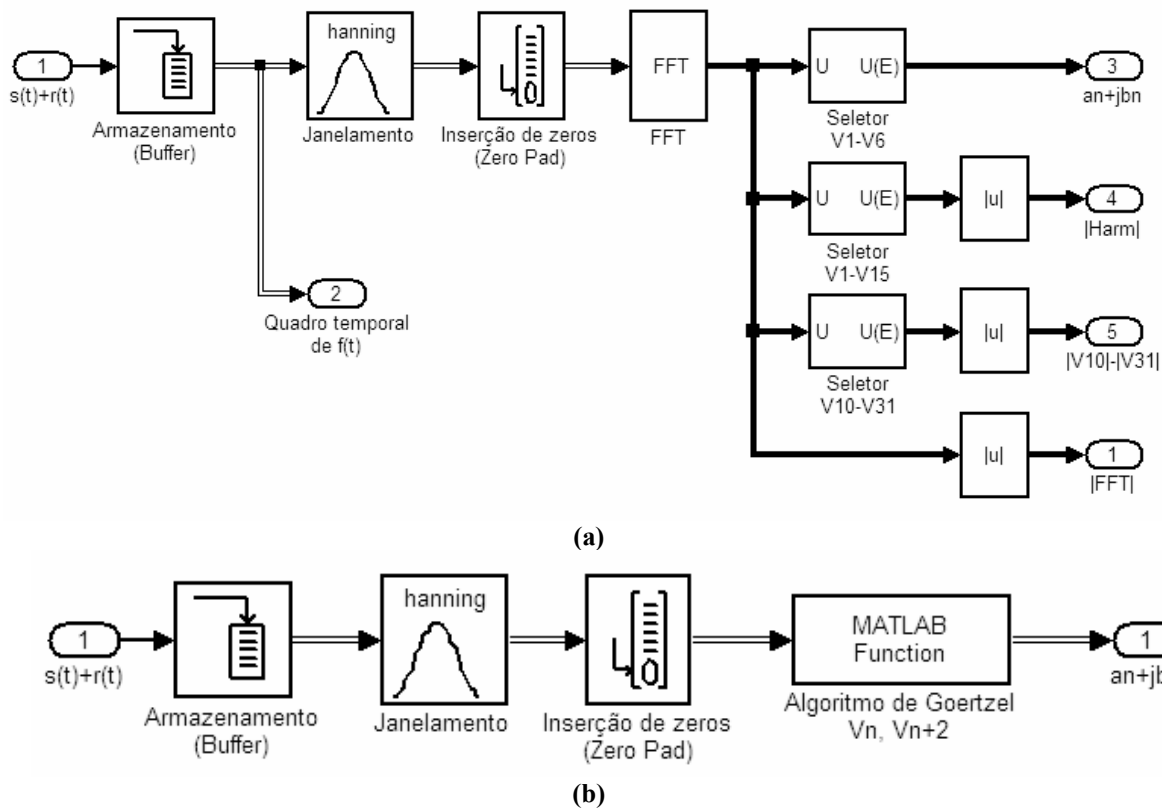 1
s(t)+r(t)
Armazenamento
(Buffer)
hanning
Janelamento
Inserção de zeros
(Zero Pad)
FFT
FFT
U U(E)
Seletor
V1-V6
3
an+jbn
U U(E)
Seletor
V1-V15
|u|
4
|Harm|
2
Quadro temporal
de f(t)
U U(E)
Seletor
V10-V31
|u|
5
|V10|-|V31|
|u|
1
|FFT|
(a)
1
s(t)+r(t)
Armazenamento
(Buffer)
hanning
Janelamento
Inserção de zeros
(Zero Pad)
MATLAB
Function
Algoritmo de Goertzel
Vn, Vn+2
1
an+jb
(b)